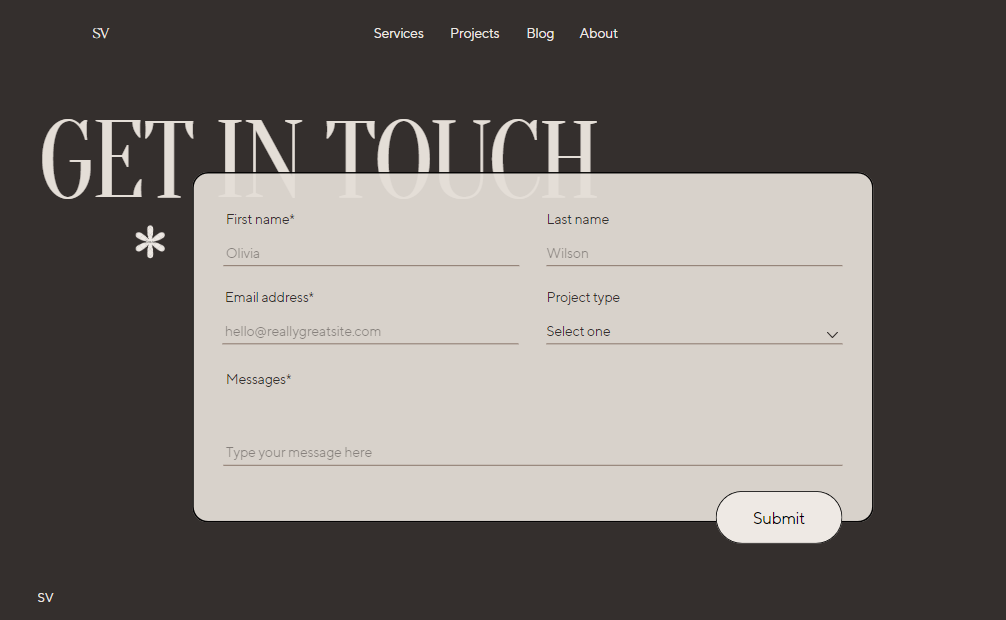 SV
Services Projects Blog About
GET IN TOUCH
*
First name* Last name
Olivia Wilson
Email address* Project type
hello@reallygreatsite.com Select one
Messages*
Type your message here
Submit
SV